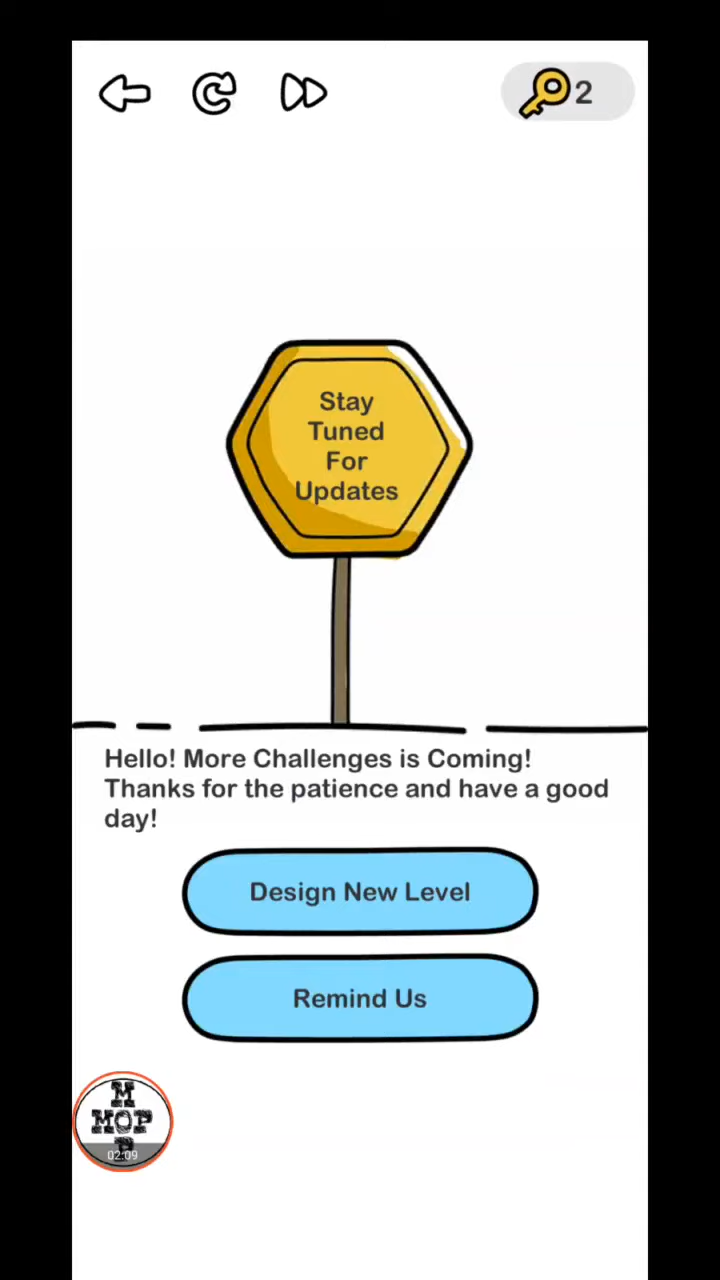 2
Stay
Tuned
For
Updates
Hello! More Challenges is Coming!
Thanks for the patience and have a good
day!
Design New Level
Remind Us
M
MOP
P
02:09